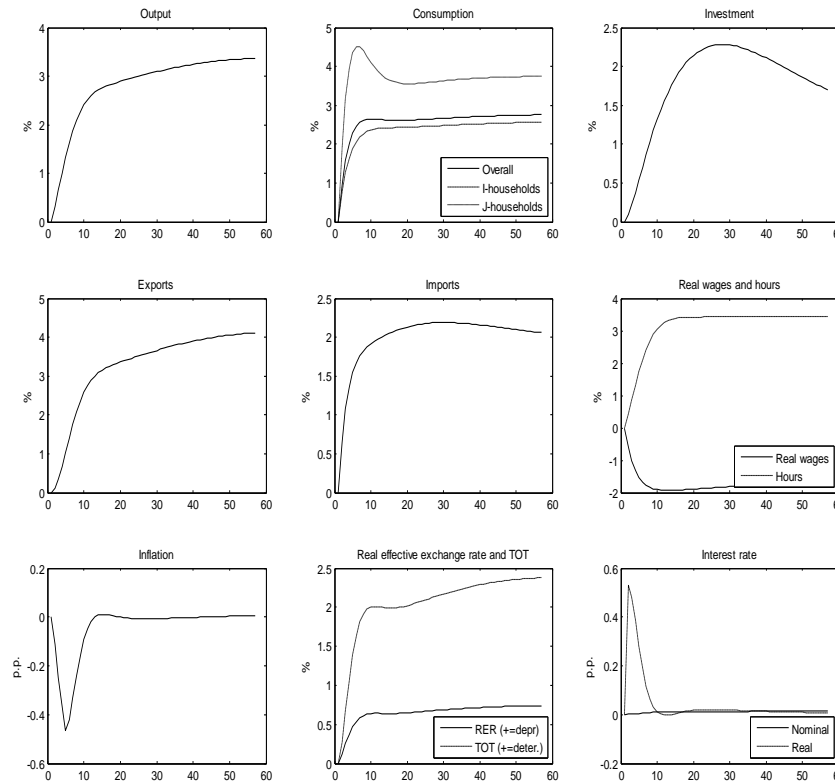 Output
Consumption
Investment
4
3
2
1
0
%
0 10 20 30 40 50 60
5
4
3
2
1
0
%
Overall
I-households
J-households
0 10 20 30 40 50 60
2.5
2
1.5
1
0.5
0
%
0 10 20 30 40 50 60
Exports
Imports
Real wages and hours
5
4
3
2
1
0
%
0 10 20 30 40 50 60
2.5
2
1.5
1
0.5
0
%
0 10 20 30 40 50 60
4
3
2
1
0
-1
-2
%
Real wages
Hours
0 10 20 30 40 50 60
Inflation
Real effective exchange rate and TOT
Interest rate
0.2
0
-0.2
-0.4
-0.6
p.p.
0 10 20 30 40 50 60
2.5
2
1.5
1
0.5
0
%
RER (+=depr)
TOT (+=deter.)
0 10 20 30 40 50 60
0.6
0.4
0.2
0
-0.2
p.p.
Nominal
Real
0 10 20 30 40 50 60